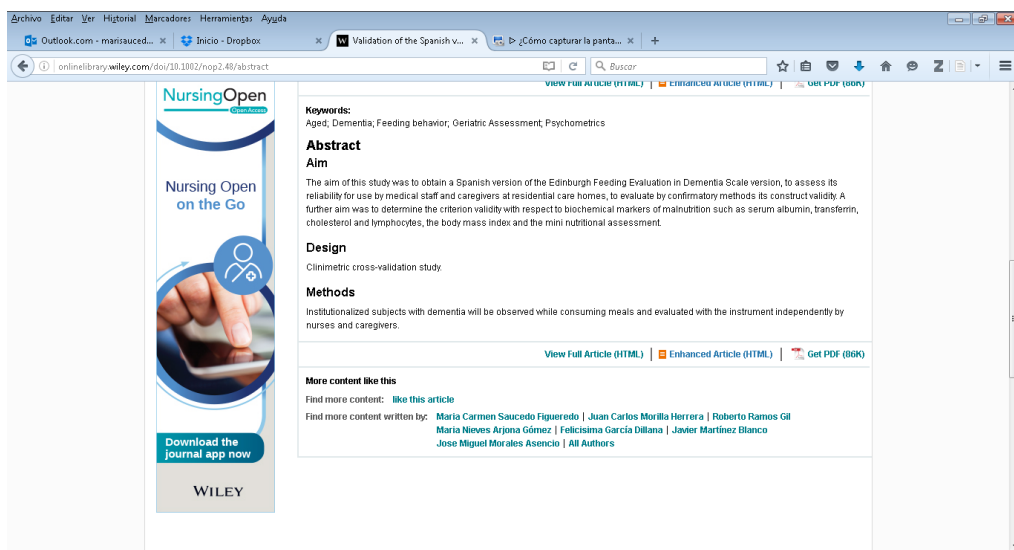 Archivo Editar Ver Historial Marcadores Herramientas Ayuda
Outlook.com - marisauced... × Inicio - Dropbox × W Validation of the Spanish v... × ▷ ¿Cómo capturar la panta... × +
onlinelibrary.wiley.com/doi/10.1002/nop2.48/abstract Buscar
View Full Article (HTML) | Enhanced Article (HTML) | Get PDF (86K)
NursingOpen
Open Access
Nursing Open
on the Go
Download the
journal app now
WILEY
Keywords:
Aged; Dementia; Feeding behavior; Geriatric Assessment; Psychometrics
Abstract
Aim
The aim of this study was to obtain a Spanish version of the Edinburgh Feeding Evaluation in Dementia Scale version, to assess its
reliability for use by medical staff and caregivers at residential care homes, to evaluate by confirmatory methods its construct validity. A
further aim was to determine the criterion validity with respect to biochemical markers of malnutrition such as serum albumin, transferrin,
cholesterol and lymphocytes, the body mass index and the mini nutritional assessment.
Design
Clinimetric cross-validation study.
Methods
Institutionalized subjects with dementia will be observed while consuming meals and evaluated with the instrument independently by
nurses and caregivers.
View Full Article (HTML) | Enhanced Article (HTML) | Get PDF (86K)
More content like this
Find more content: like this article
Find more content written by: Maria Carmen Saucedo Figueredo | Juan Carlos Morilla Herrera | Roberto Ramos Gil
Maria Nieves Arjona Gómez | Felicisima García Dillana | Javier Martínez Blanco
Jose Miguel Morales Asencio | All Authors